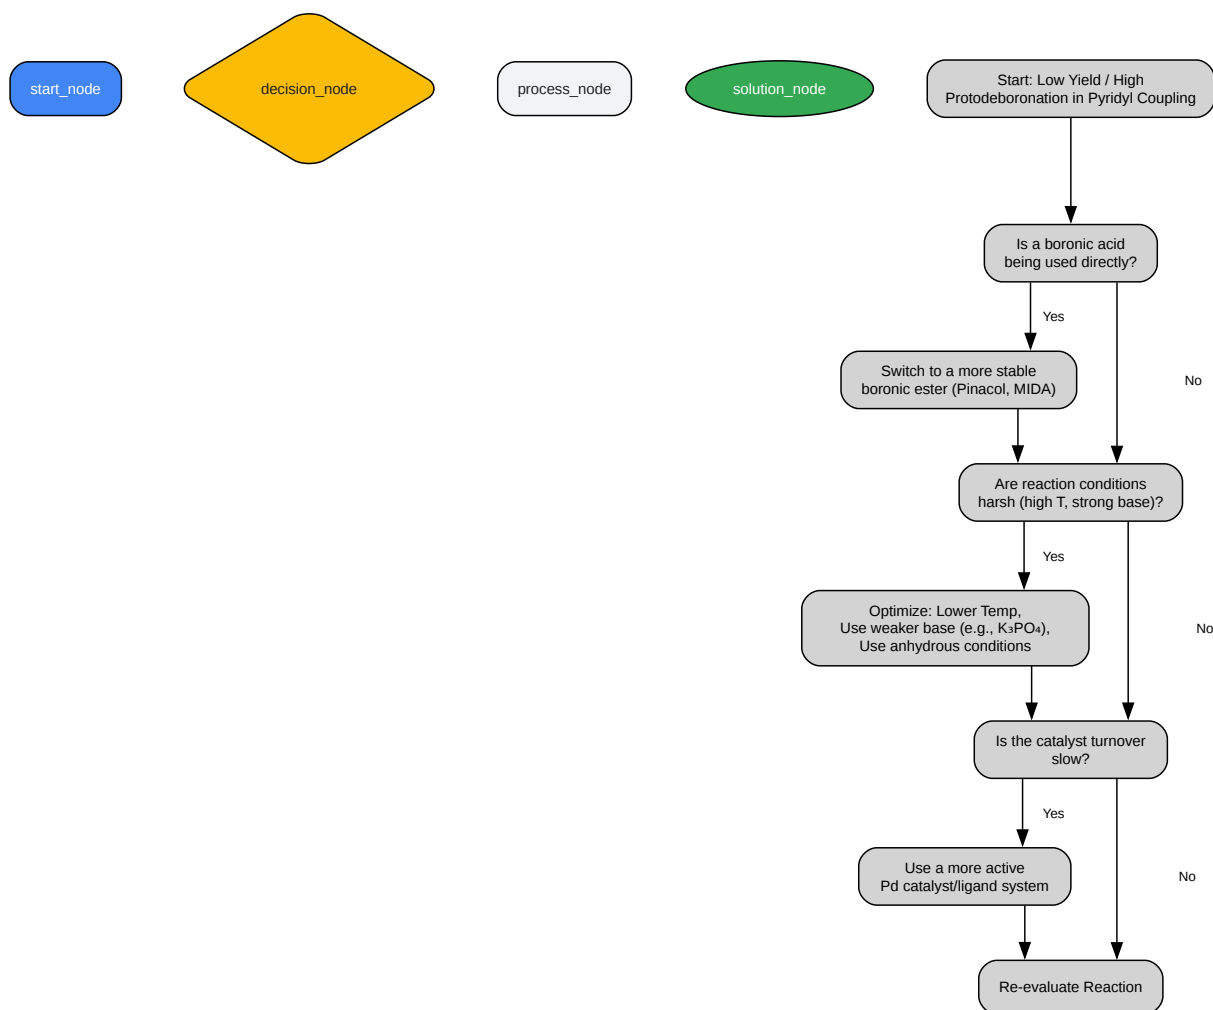 start_node
decision_node
process_node
solution_node
Start: Low Yield / High
Protodeboronation in Pyridyl Coupling
Is a boronic acid
being used directly?
Yes
Switch to a more stable
boronic ester (Pinacol, MIDA)
No
Are reaction conditions
harsh (high T, strong base)?
Yes
Optimize: Lower Temp,
Use weaker base (e.g., K₃PO₄),
Use anhydrous conditions
No
Is the catalyst turnover
slow?
Yes
Use a more active
Pd catalyst/ligand system
No
Re-evaluate Reaction